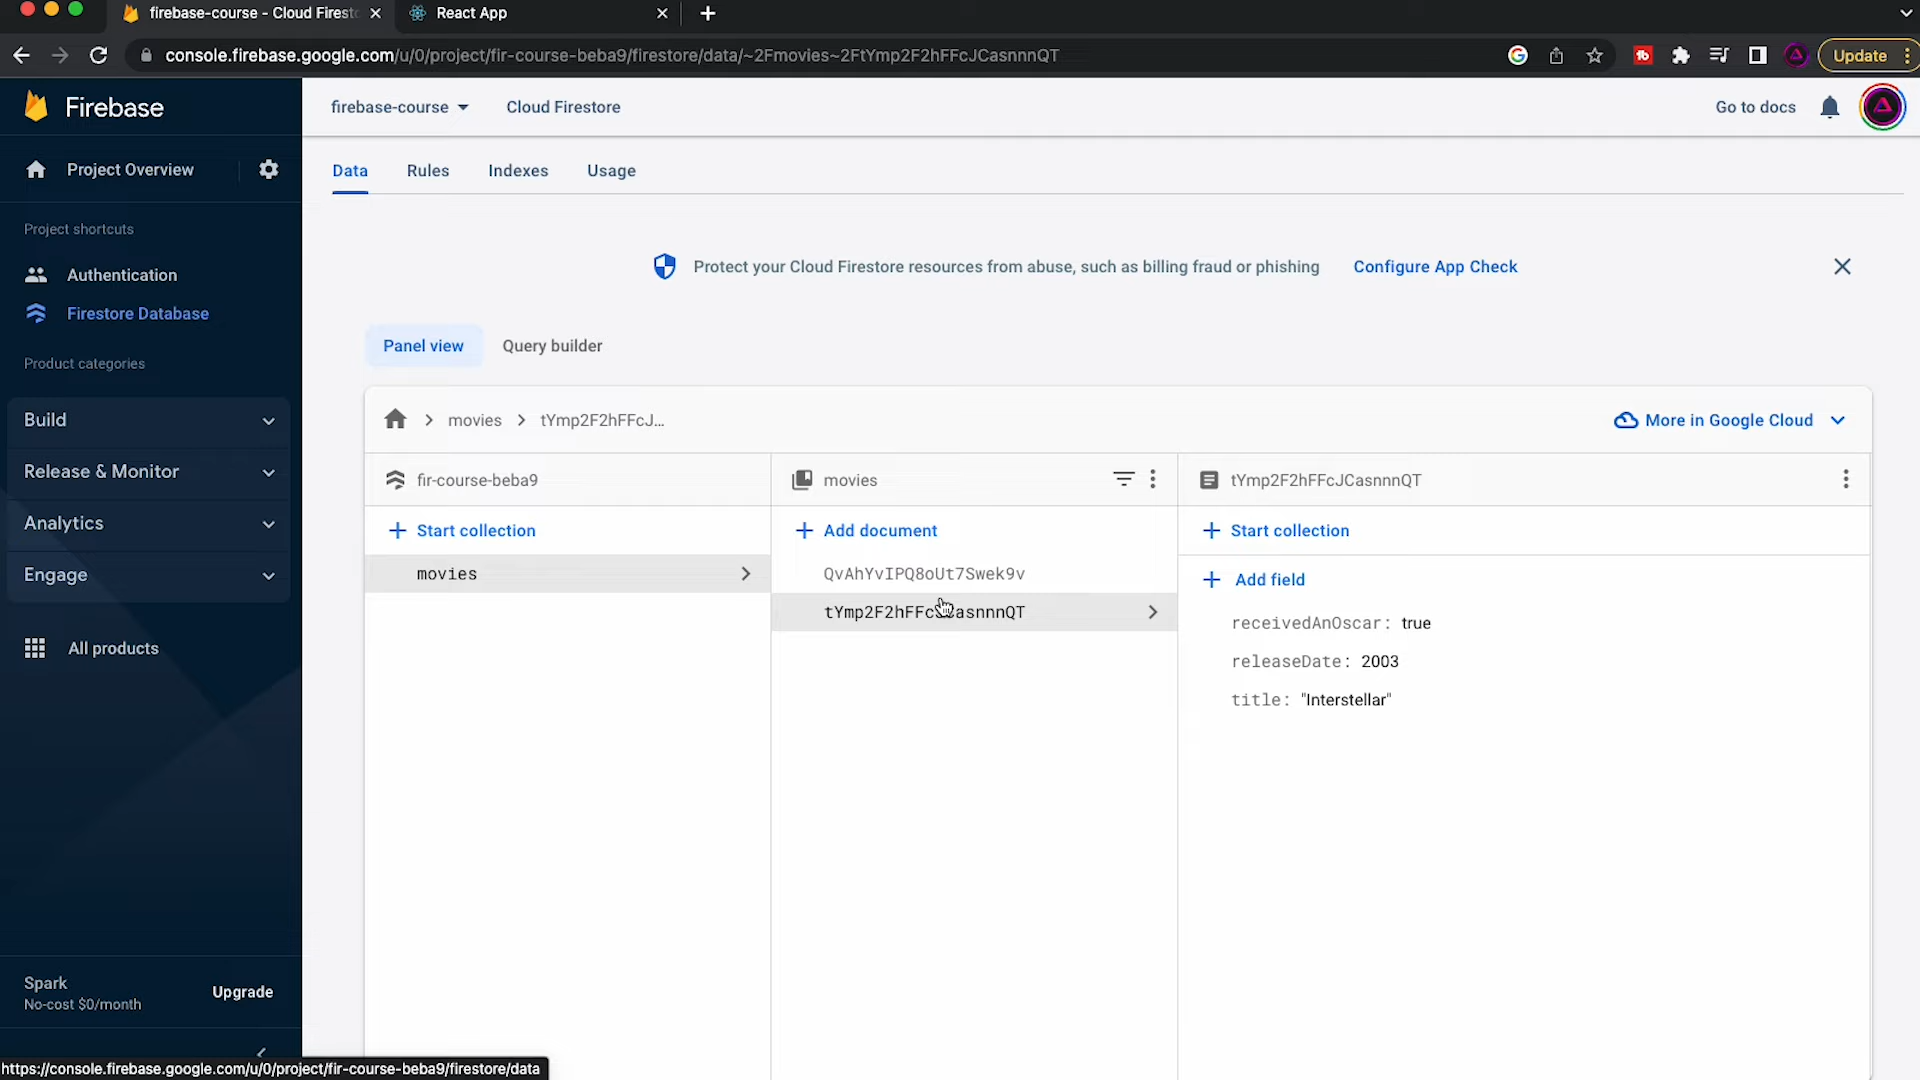 firebase-course - Cloud Firest
React App
console.firebase.google.com/u/0/project/fir-course-beba9/firestore/data/~2Fmovies~2FtYmp2F2hFFcJCasnnnQT
Update
Firebase
firebase-course
Cloud Firestore
Go to docs
Project Overview
Data
Rules
Indexes
Usage
Project shortcuts
Authentication
Firestore Database
Protect your Cloud Firestore resources from abuse, such as billing fraud or phishing
Configure App Check
Product categories
Panel view
Query builder
Build
Release & Monitor
Analytics
Engage
All products
movies
tYmp2F2hFFcJ...
More in Google Cloud
fir-course-beba9
movies
tYmp2F2hFFcJCasnnnQT
Start collection
Add document
Start collection
movies
QvAhYvIPQ8oUt7Swek9v
Add field
tYmp2F2hFFcJCasnnnQT
receivedAnOscar: true
releaseDate: 2003
title: "Interstellar"
Spark
No-cost $0/month
Upgrade
https://console.firebase.google.com/u/0/project/fir-course-beba9/firestore/data